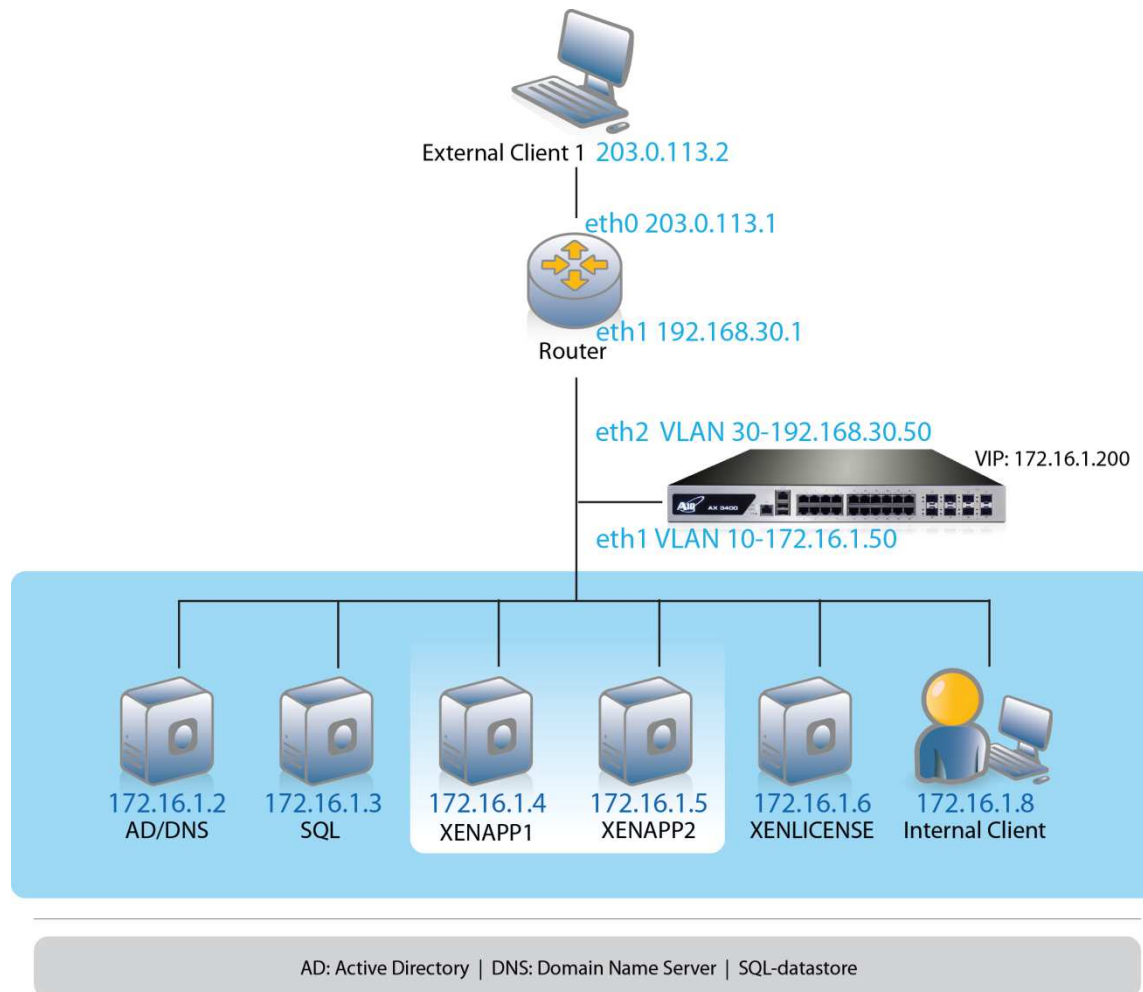 External Client 1 203.0.113.2
eth0 203.0.113.1
eth1 192.168.30.1
Router
eth2 VLAN 30-192.168.30.50
VIP: 172.16.1.200
AX 3400
eth1 VLAN 10-172.16.1.50
172.16.1.2
AD/DNS
172.16.1.3
SQL
172.16.1.4
XENAPP1
172.16.1.5
XENAPP2
172.16.1.6
XENLICENSE
172.16.1.8
Internal Client
AD: Active Directory | DNS: Domain Name Server | SQL-datastore